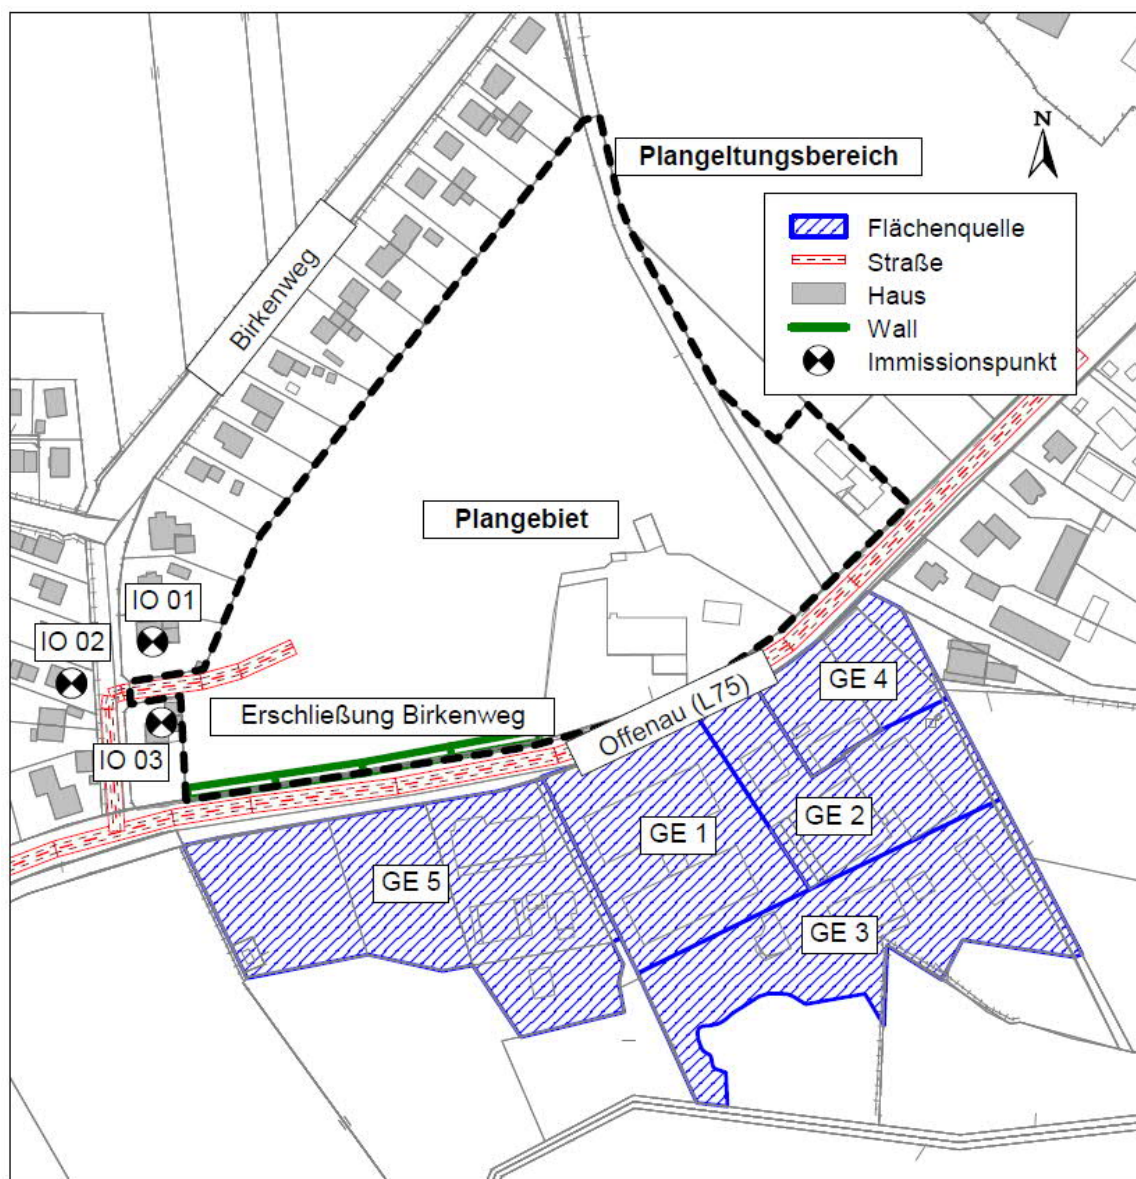 N
Plangeltungsbereich
Flächenquelle
Straße
Haus
Wall
Immissionspunkt
Birkenweg
Plangebiet
IO 01
IO 02
GE 4
Erschließung Birkenweg
Offenau (L75)
IO 03
GE 2
GE 1
GE 5
GE 3